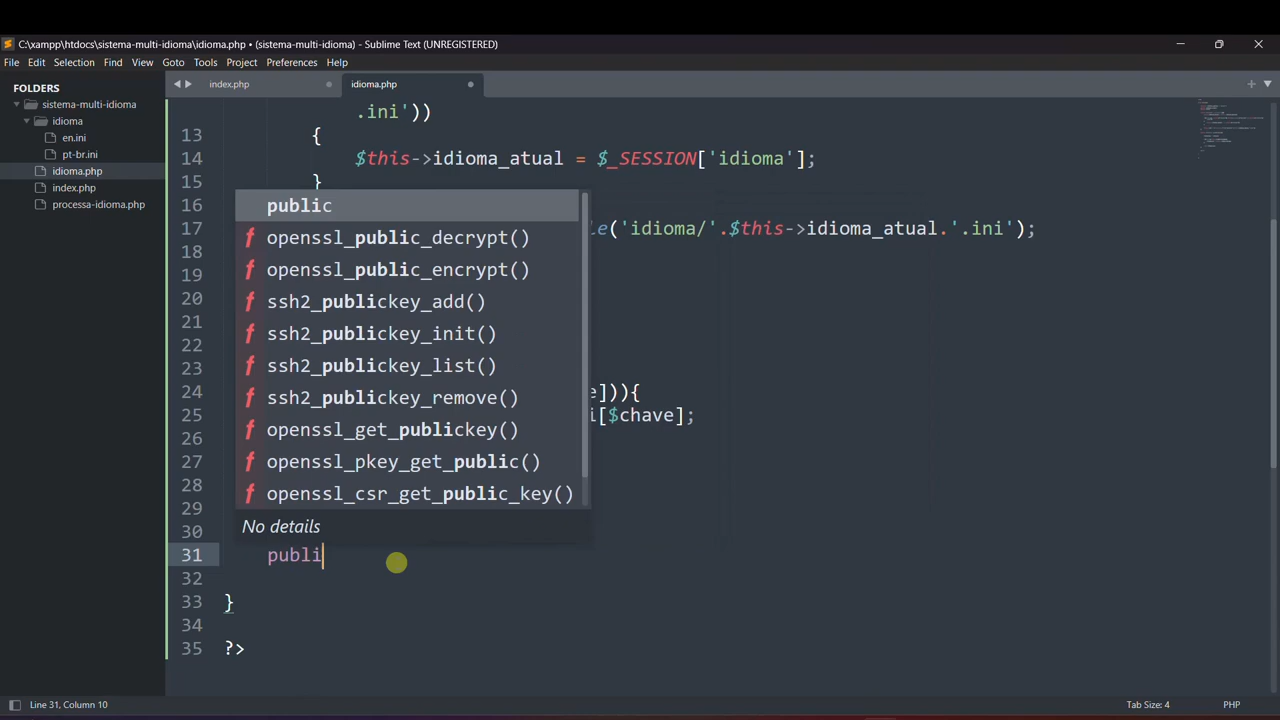 C:\xampp\htdocs\sistema-multi-idioma\idioma.php • (sistema-multi-idioma) - Sublime Text (UNREGISTERED)
File Edit Selection Find View Goto Tools Project Preferences Help
FOLDERS
sistema-multi-idioma
idioma
en.ini
pt-br.ini
idioma.php
index.php
processa-idioma.php
index.php
idioma.php
.ini'))
13 {
14 $this->idioma_atual = $_SESSION['idioma'];
15 }
16
17 le('idioma/'.$this->idioma_atual.'.ini');
18
19
20
21
22
23
24 e])){
25 i[$chave];
26
27
28
29
30
31 publi
32
33 }
34
35 ?>
public
f openssl_public_decrypt()
f openssl_public_encrypt()
f ssh2_publickey_add()
f ssh2_publickey_init()
f ssh2_publickey_list()
f ssh2_publickey_remove()
f openssl_get_publickey()
f openssl_pkey_get_public()
f openssl_csr_get_public_key()
No details
Line 31, Column 10
Tab Size: 4
PHP